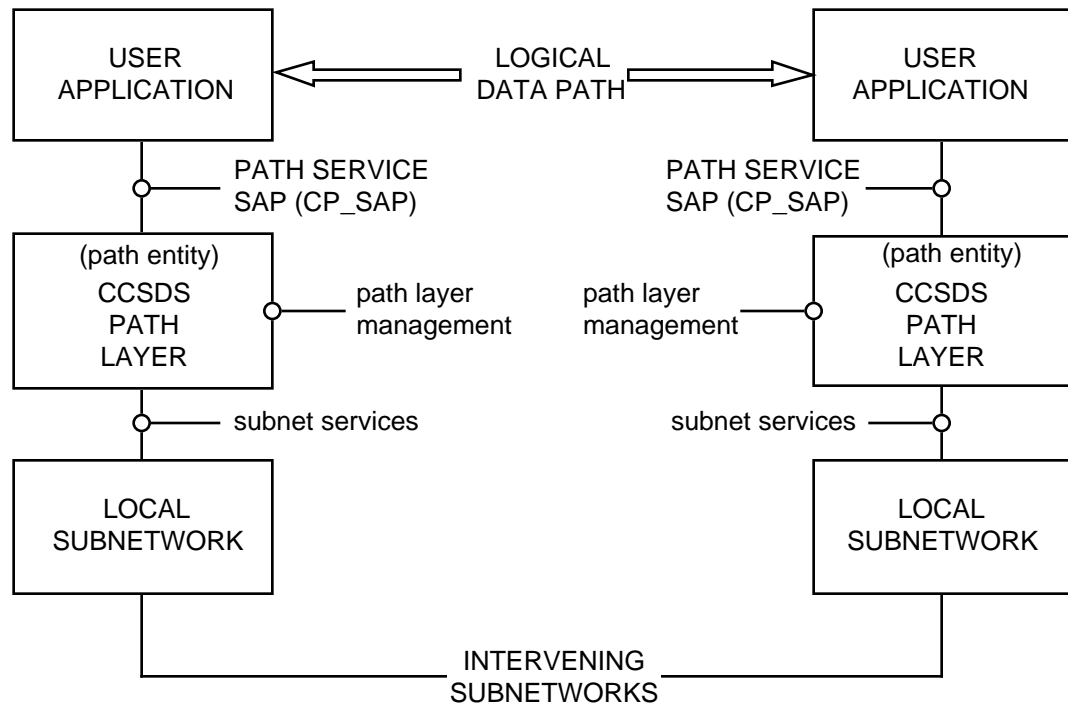 USER
APPLICATION
LOGICAL
DATA PATH
USER
APPLICATION
PATH SERVICE
SAP (CP_SAP)
PATH SERVICE
SAP (CP_SAP)
(path entity)
CCSDS
PATH
LAYER
path layer
management
path layer
management
(path entity)
CCSDS
PATH
LAYER
subnet services
subnet services
LOCAL
SUBNETWORK
LOCAL
SUBNETWORK
INTERVENING
SUBNETWORKS